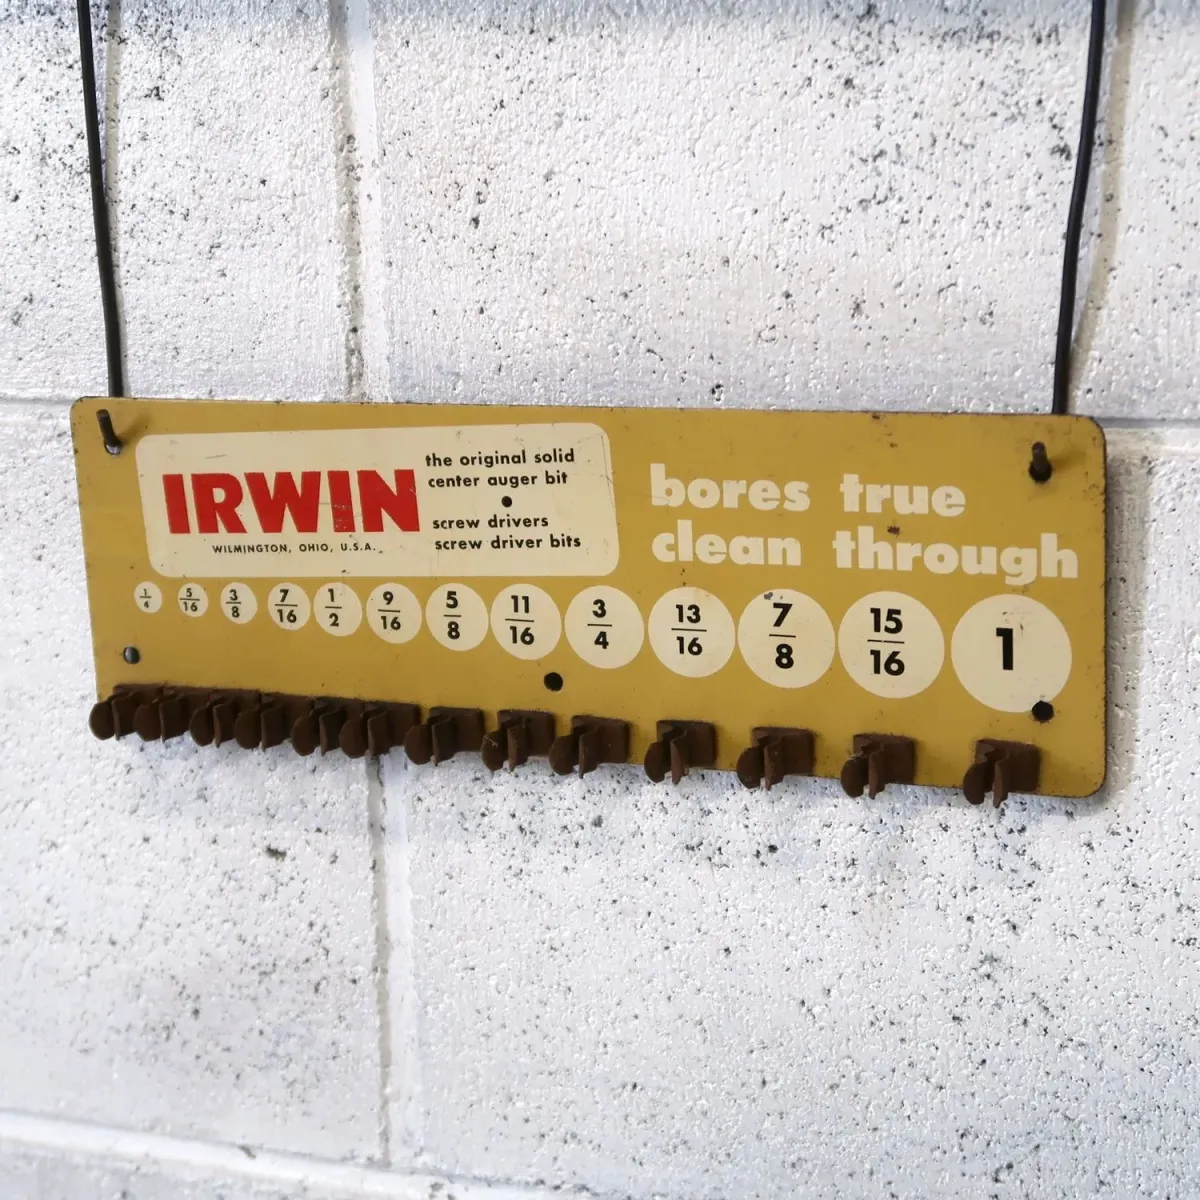 IRWIN
WILMINGTON, OHIO, U.S.A.
the original solid
center auger bit
•
screw drivers
screw driver bits
bores true
clean through
1/4 5/16 3/8 7/16 1/2 9/16 5/8 11/16 3/4 13/16 7/8 15/16 1